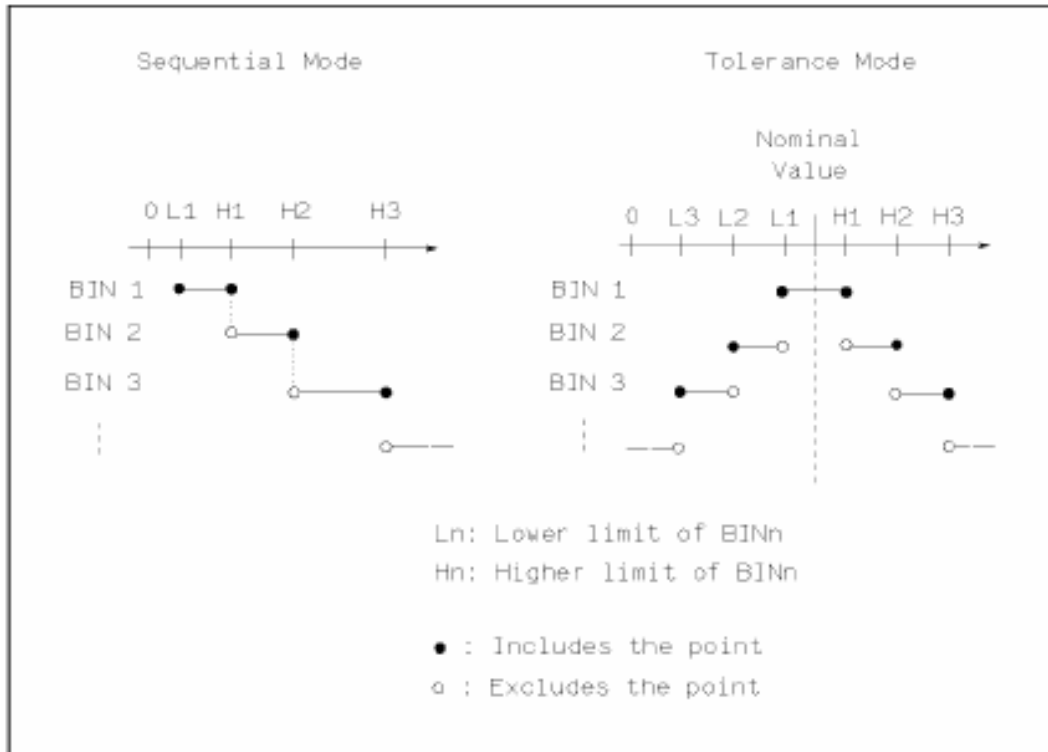 Sequential Mode
Tolerance Mode
Nominal
Value
0 L1 H1 H2 H3
0 L3 L2 L1 H1 H2 H3
BIN 1
BIN 1
BIN 2
BIN 2
BIN 3
BIN 3
Ln: Lower limit of BINn
Hn: Higher limit of BINn
: Includes the point
: Excludes the point